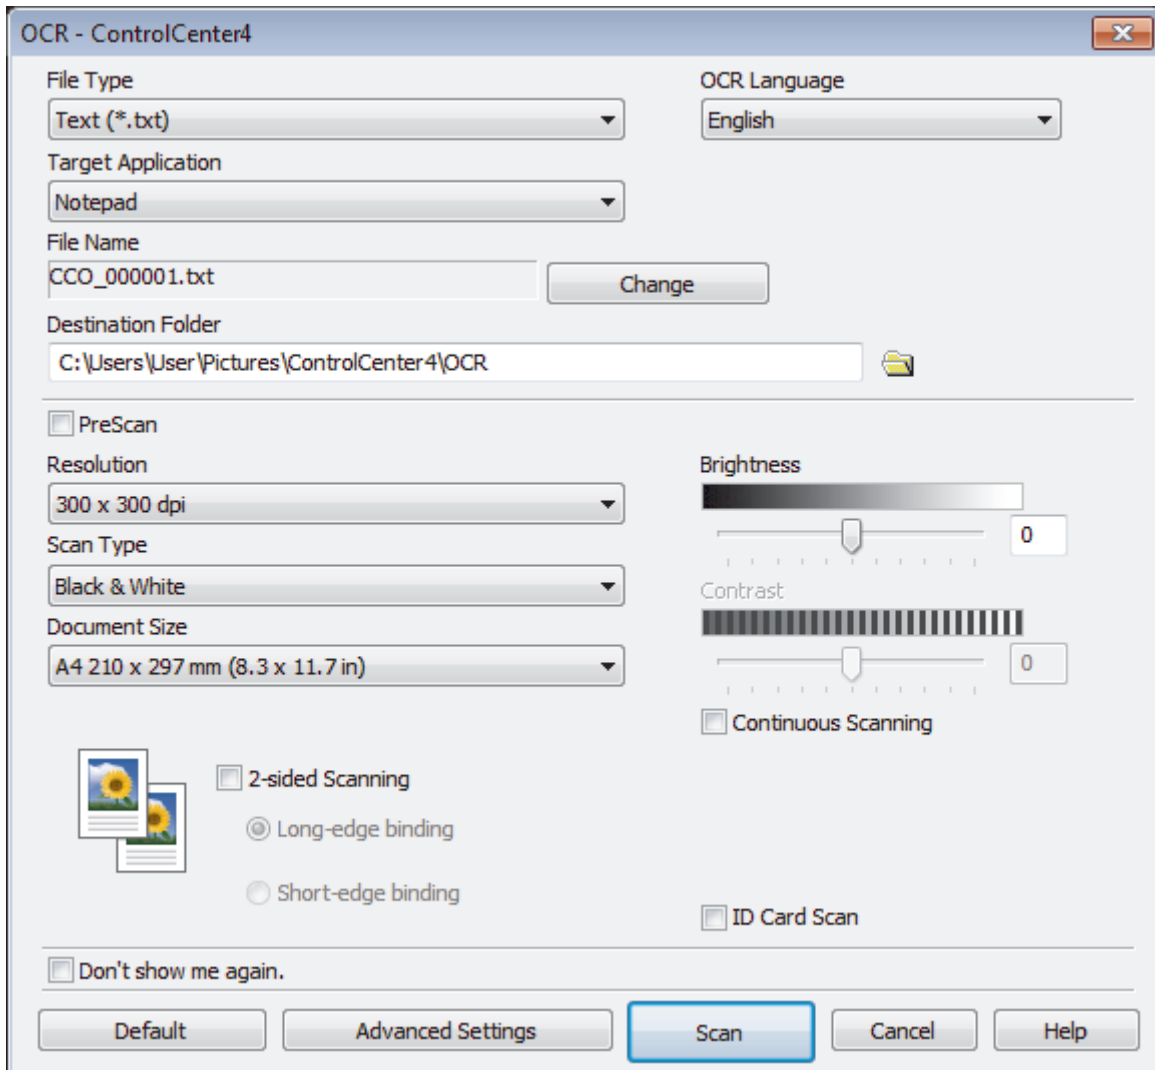 OCR - ControlCenter4
File Type
OCR Language
Text (*.txt)
English
Target Application
Notepad
File Name
CCO_000001.txt
Change
Destination Folder
C:\Users\User\Pictures\ControlCenter4\OCR
PreScan
Resolution
Brightness
300 x 300 dpi
0
Scan Type
Black & White
Contrast
Document Size
A4 210 x 297 mm (8.3 x 11.7 in)
0
Continuous Scanning
2-sided Scanning
Long-edge binding
Short-edge binding
ID Card Scan
Don't show me again.
Default Advanced Settings Scan Cancel Help